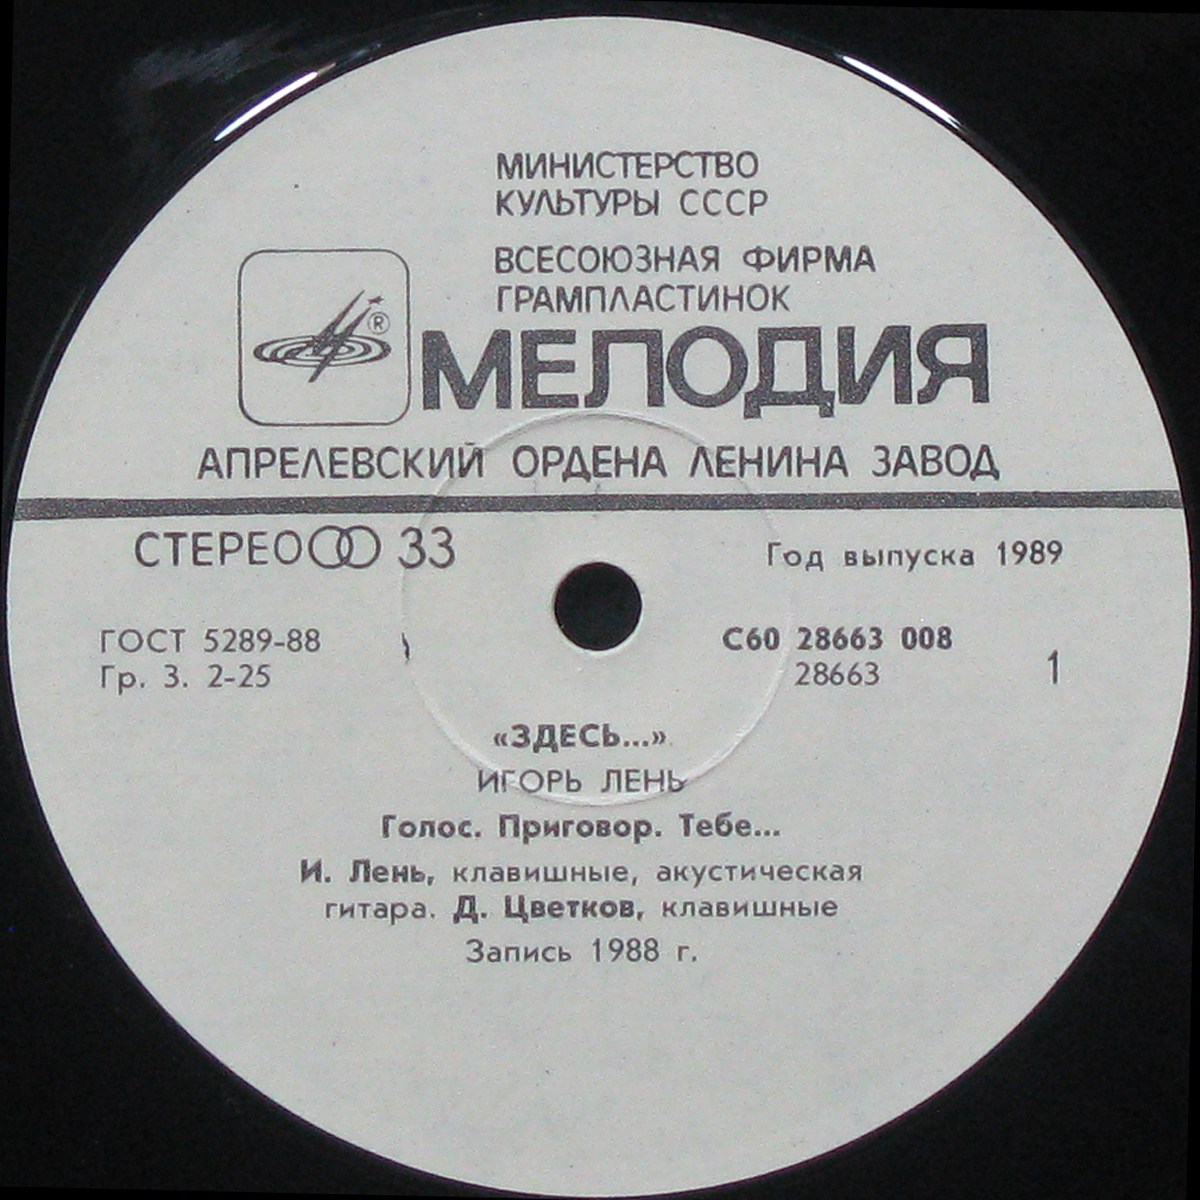 МИНИСТЕРСТВО
КУЛЬТУРЫ СССР
ВСЕСОЮЗНАЯ ФИРМА
ГРАМПЛАСТИНОК
®
МЕЛОДИЯ
АПРЕЛЕВСКИЙ ОРДЕНА ЛЕНИНА ЗАВОД
СТЕРЕО 33
Год выпуска 1989
ГОСТ 5289-88
Гр. 3. 2-25
С60 28663 008
28663
1
«ЗДЕСЬ...»
ИГОРЬ ЛЕНЬ
Голос. Приговор. Тебе...
И. Лень, клавишные, акустическая
гитара. Д. Цветков, клавишные
Запись 1988 г.